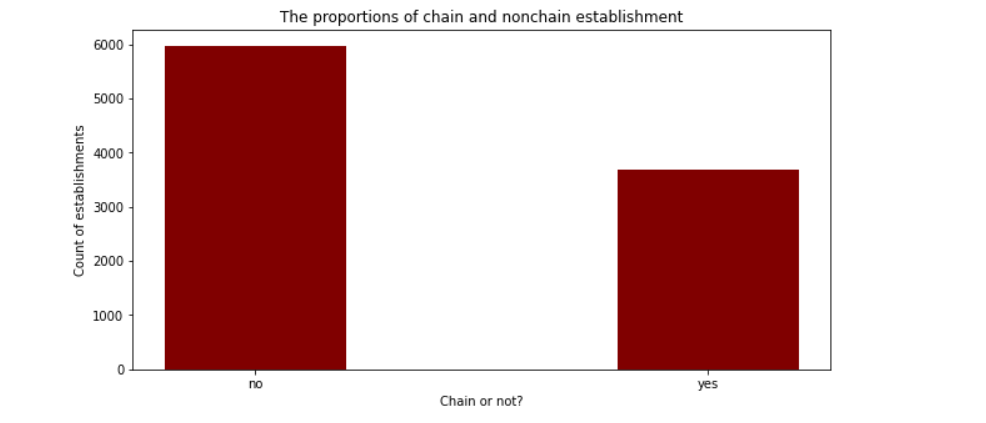 The proportions of chain and nonchain establishment
6000
5000
4000
3000
2000
1000
0
Count of establishments
no
yes
Chain or not?